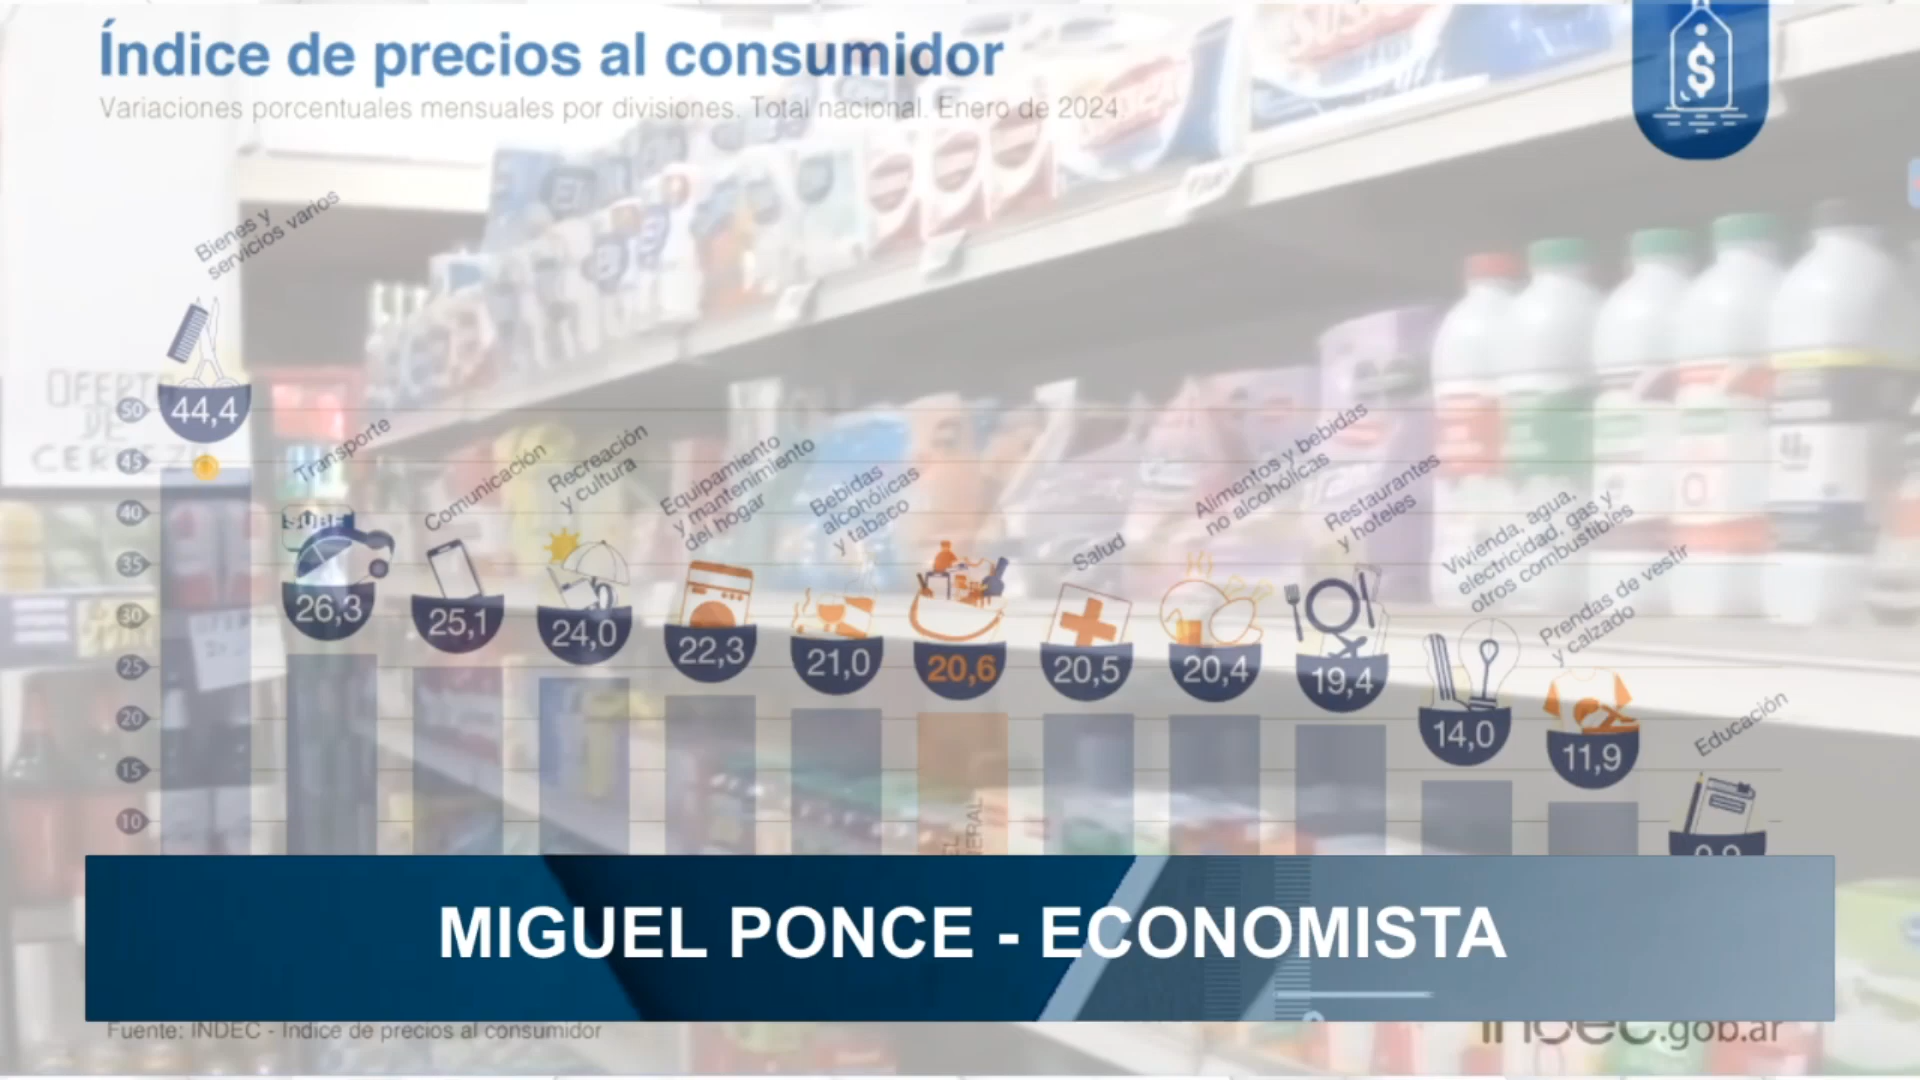 Índice de precios al consumidor
Variaciones porcentuales mensuales por divisiones. Total nacional. Enero de 2024.
Bienes y
servicios varios
44,4
Transporte
SUBE
26,3
Comunicación
25,1
Recreación
y cultura
24,0
Equipamiento
y mantenimiento
del hogar
22,3
Bebidas
alcohólicas
y tabaco
21,0
20,6
Salud
20,5
Alimentos y bebidas
no alcohólicas
20,4
Restaurantes
y hoteles
19,4
Vivienda, agua,
electricidad, gas y
otros combustibles
14,0
Prendas de vestir
y calzado
11,9
Educación
50
45
40
35
30
25
20
15
10
OFERTA
DE
MIGUEL PONCE - ECONOMISTA
Fuente: INDEC - Indice de precios al consumidor
indec.gob.ar